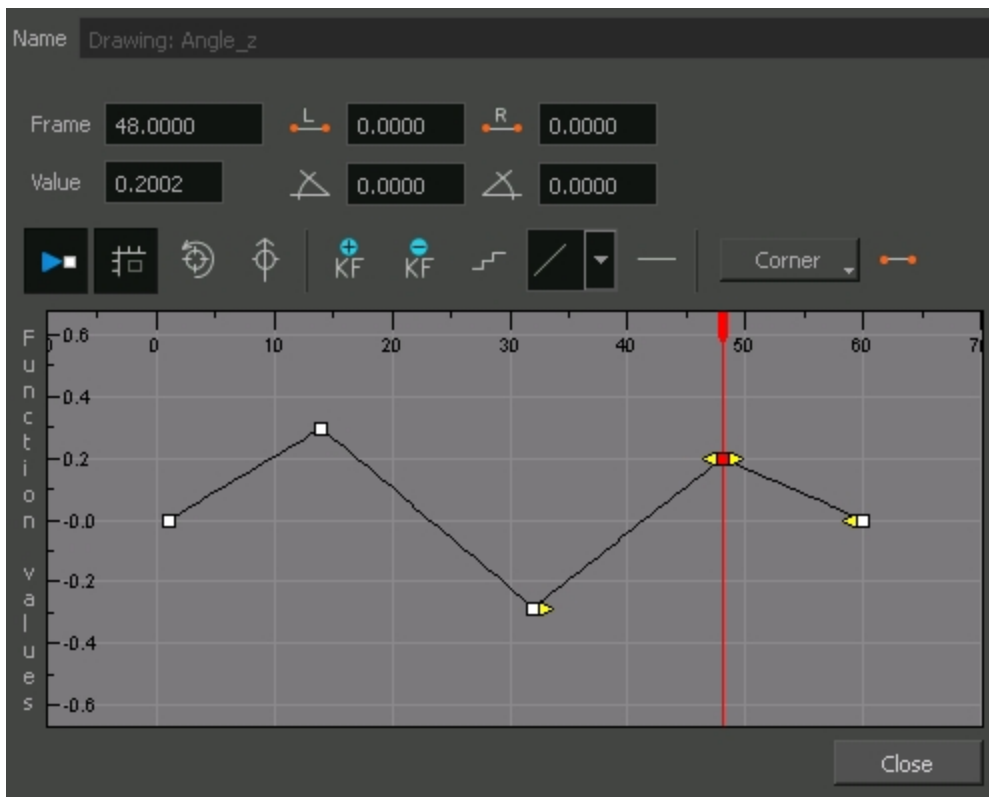 Name Drawing: Angle_z
Frame 48.0000 L 0.0000 R 0.0000
Value 0.2002 0.0000 0.0000
KF KF Corner
Function values
0.6
0 10 20 30 40 50 60
0.4
0.2
-0.0
-0.2
-0.4
-0.6
Close